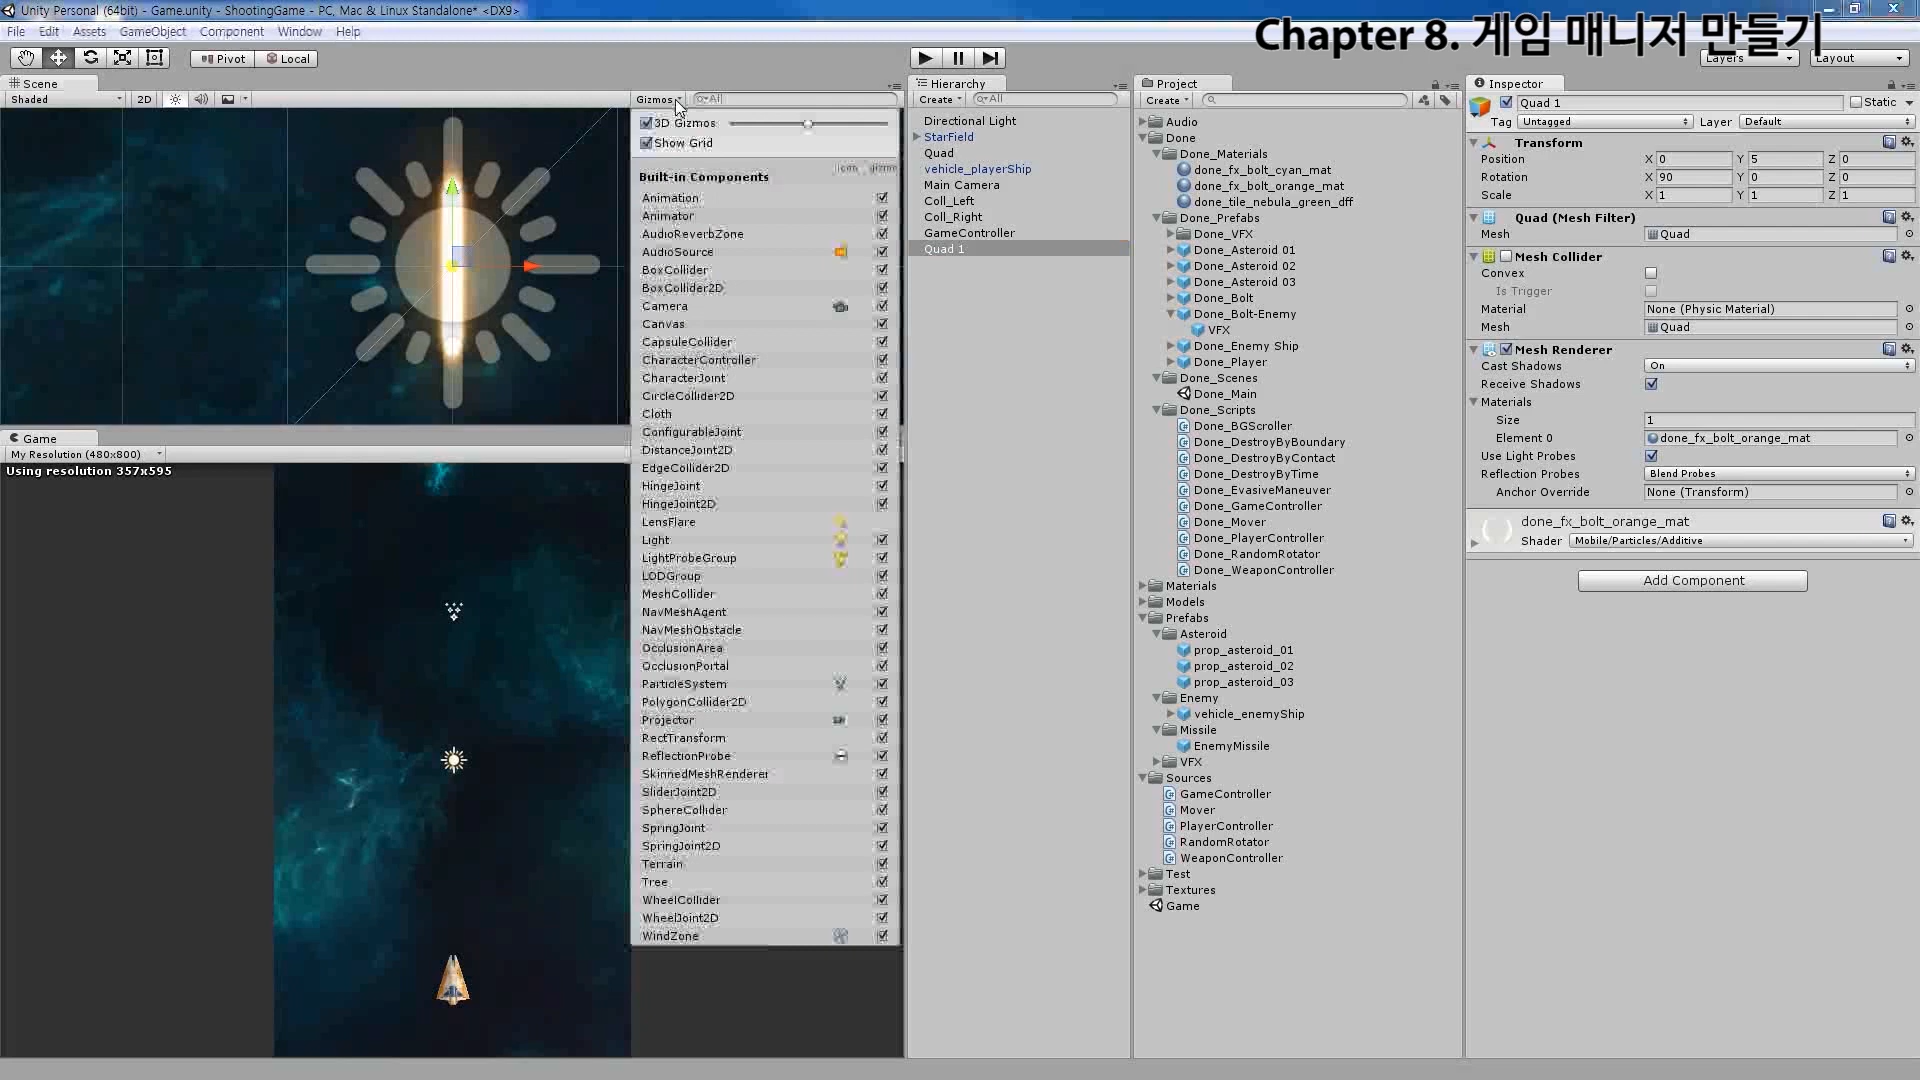 Unity Personal (64bit) - Game.unity - ShootingGame - PC, Mac & Linux Standalone* <DX9>
Chapter 8. 게임 매니저 만들기
File Edit Assets GameObject Component Window Help
Pivot Local
Layers Layout
Scene
Shaded 2D
Gizmos All
3D Gizmos
Show Grid
Built-in Components icon gizmo
Animation
Animator
AudioReverbZone
AudioSource
BoxCollider
BoxCollider2D
Camera
Canvas
CapsuleCollider
CharacterController
CharacterJoint
CircleCollider2D
Cloth
ConfigurableJoint
DistanceJoint2D
EdgeCollider2D
HingeJoint
HingeJoint2D
LensFlare
Light
LightProbeGroup
LODGroup
MeshCollider
NavMeshAgent
NavMeshObstacle
OcclusionArea
OcclusionPortal
ParticleSystem
PolygonCollider2D
Projector
RectTransform
ReflectionProbe
SkinnedMeshRenderer
SliderJoint2D
SphereCollider
SpringJoint
SpringJoint2D
Terrain
Tree
WheelCollider
WheelJoint2D
WindZone
Game
My Resolution (480x800)
Using resolution 357x595
Hierarchy
Create All
Directional Light
StarField
Quad
vehicle_playerShip
Main Camera
Coll_Left
Coll_Right
GameController
Quad 1
Project
Create
Audio
Done
Done_Materials
done_fx_bolt_cyan_mat
done_fx_bolt_orange_mat
done_tile_nebula_green_dff
Done_Prefabs
Done_VFX
Done_Asteroid 01
Done_Asteroid 02
Done_Asteroid 03
Done_Bolt
Done_Bolt-Enemy
VFX
Done_Enemy Ship
Done_Player
Done_Scenes
Done_Main
Done_Scripts
Done_BGScroller
Done_DestroyByBoundary
Done_DestroyByContact
Done_DestroyByTime
Done_EvasiveManeuver
Done_GameController
Done_Mover
Done_PlayerController
Done_RandomRotator
Done_WeaponController
Materials
Models
Prefabs
Asteroid
prop_asteroid_01
prop_asteroid_02
prop_asteroid_03
Enemy
vehicle_enemyShip
Missile
EnemyMissile
VFX
Sources
GameController
Mover
PlayerController
RandomRotator
WeaponController
Test
Textures
Game
Inspector
Quad 1 Static
Tag Untagged Layer Default
Transform
Position X 0 Y 5 Z 0
Rotation X 90 Y 0 Z 0
Scale X 1 Y 1 Z 1
Quad (Mesh Filter)
Mesh Quad
Mesh Collider
Convex
Is Trigger
Material None (Physic Material)
Mesh Quad
Mesh Renderer
Cast Shadows On
Receive Shadows
Materials
Size 1
Element 0 done_fx_bolt_orange_mat
Use Light Probes
Reflection Probes Blend Probes
Anchor Override None (Transform)
done_fx_bolt_orange_mat
Shader Mobile/Particles/Additive
Add Component